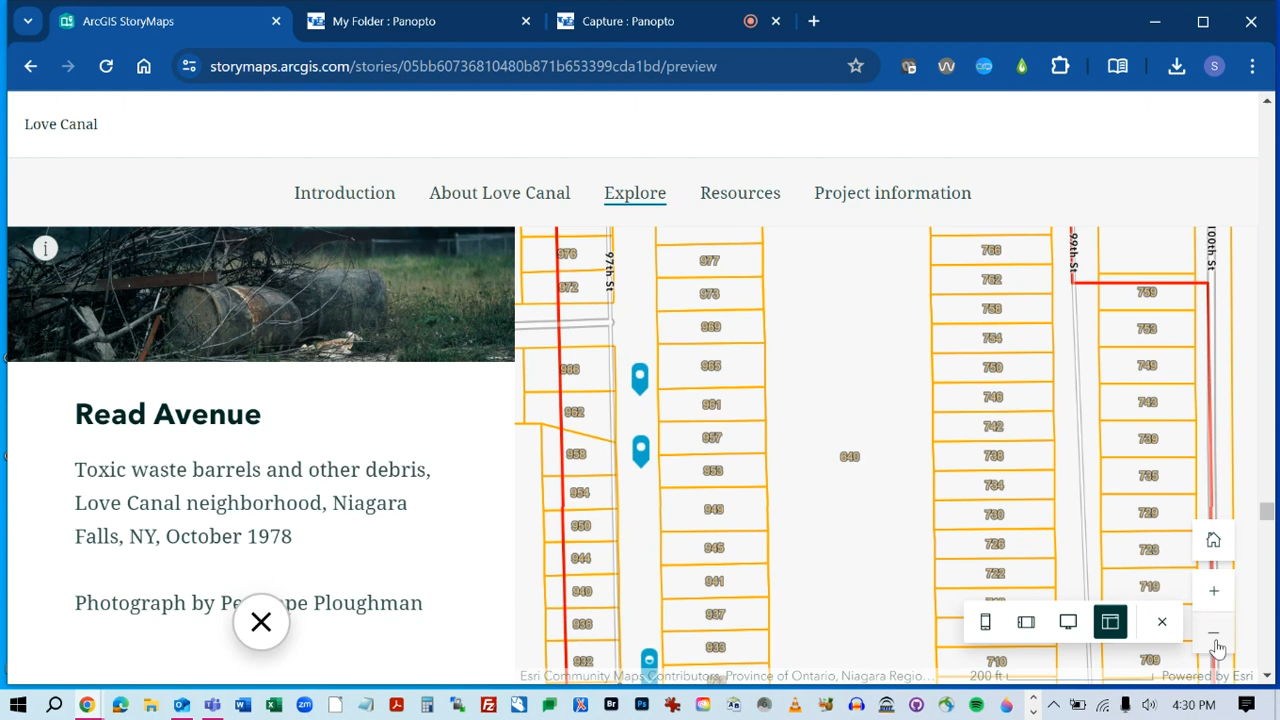 ArcGIS StoryMaps
My Folder : Panopto
Capture : Panopto
storymaps.arcgis.com/stories/05bb60736810480b871b653399cda1bd/preview
S
Love Canal
Introduction
About Love Canal
Explore
Resources
Project information
i
Read Avenue
Toxic waste barrels and other debris,
Love Canal neighborhood, Niagara
Falls, NY, October 1978
Photograph by Pe
pe Ploughman
97th St
99th St
100th St
976
972
966
962
958
954
950
944
940
936
932
977
973
969
965
961
957
953
949
945
941
937
933
840
766
762
758
754
750
746
742
738
734
730
726
722
710
759
753
749
743
739
735
729
723
719
709
Esri Community Maps Contributors, Province of Ontario, Niagara Regio...
200 ft
Powered by Esri
4:30 PM